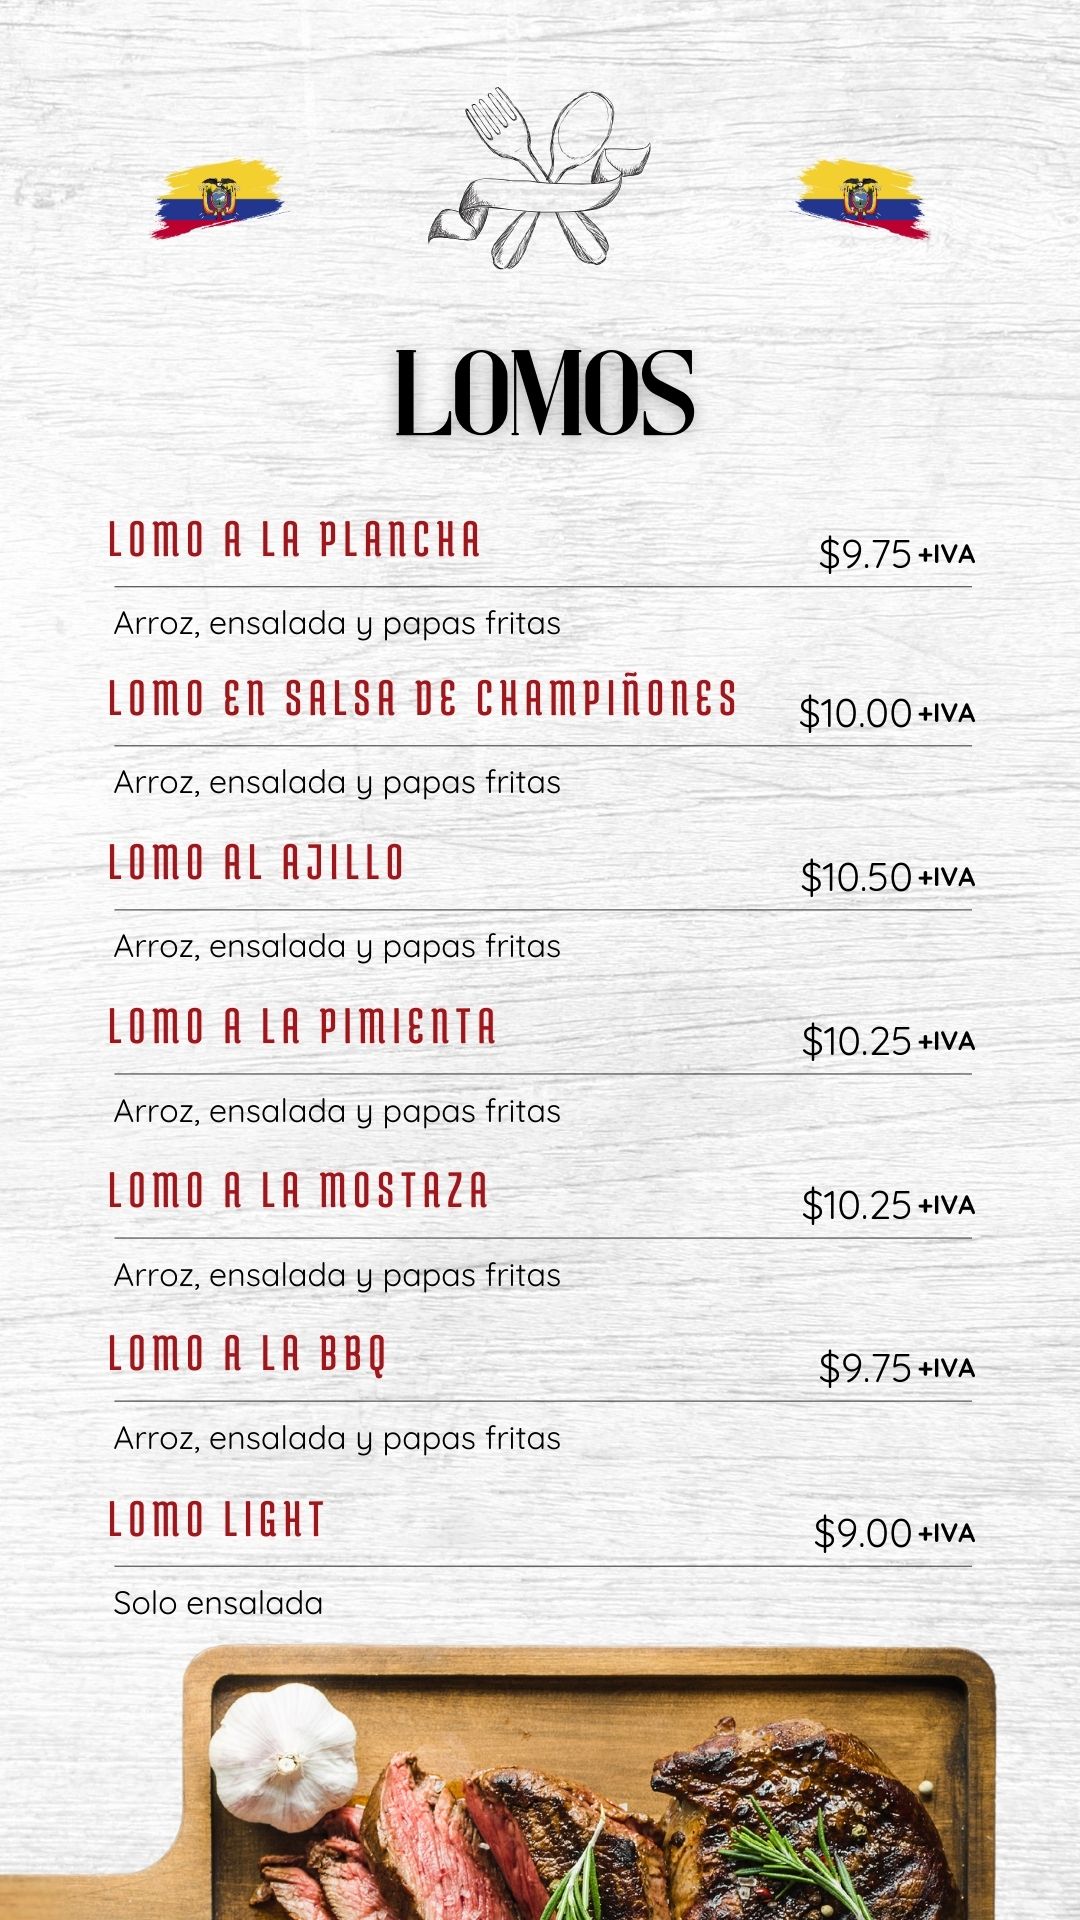 LOMOS
LOMO A LA PLANCHA
$9.75 +IVA
Arroz, ensalada y papas fritas
LOMO EN SALSA DE CHAMPIÑONES
$10.00 +IVA
Arroz, ensalada y papas fritas
LOMO AL AJILLO
$10.50 +IVA
Arroz, ensalada y papas fritas
LOMO A LA PIMIENTA
$10.25 +IVA
Arroz, ensalada y papas fritas
LOMO A LA MOSTAZA
$10.25 +IVA
Arroz, ensalada y papas fritas
LOMO A LA BBQ
$9.75 +IVA
Arroz, ensalada y papas fritas
LOMO LIGHT
$9.00 +IVA
Solo ensalada